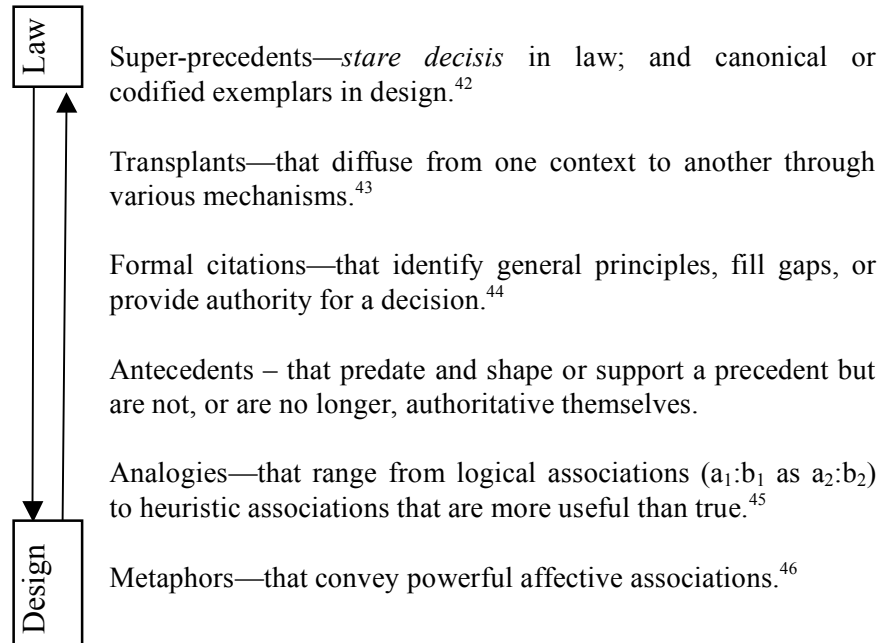 Law
Super-precedents—stare decisis in law; and canonical or
codified exemplars in design.42
Transplants—that diffuse from one context to another through
various mechanisms.43
Formal citations—that identify general principles, fill gaps, or
provide authority for a decision.44
Antecedents – that predate and shape or support a precedent but
are not, or are no longer, authoritative themselves.
Analogies—that range from logical associations (a1:b1 as a2:b2)
to heuristic associations that are more useful than true.45
Metaphors—that convey powerful affective associations.46
Design